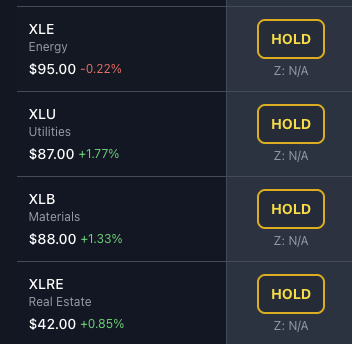 XLE
HOLD
Energy
$95.00 -0.22%
Z: N/A
XLU
HOLD
Utilities
$87.00 +1.77%
Z: N/A
XLB
HOLD
Materials
$88.00 +1.33%
Z: N/A
XLRE
HOLD
Real Estate
$42.00 +0.85%
Z: N/A